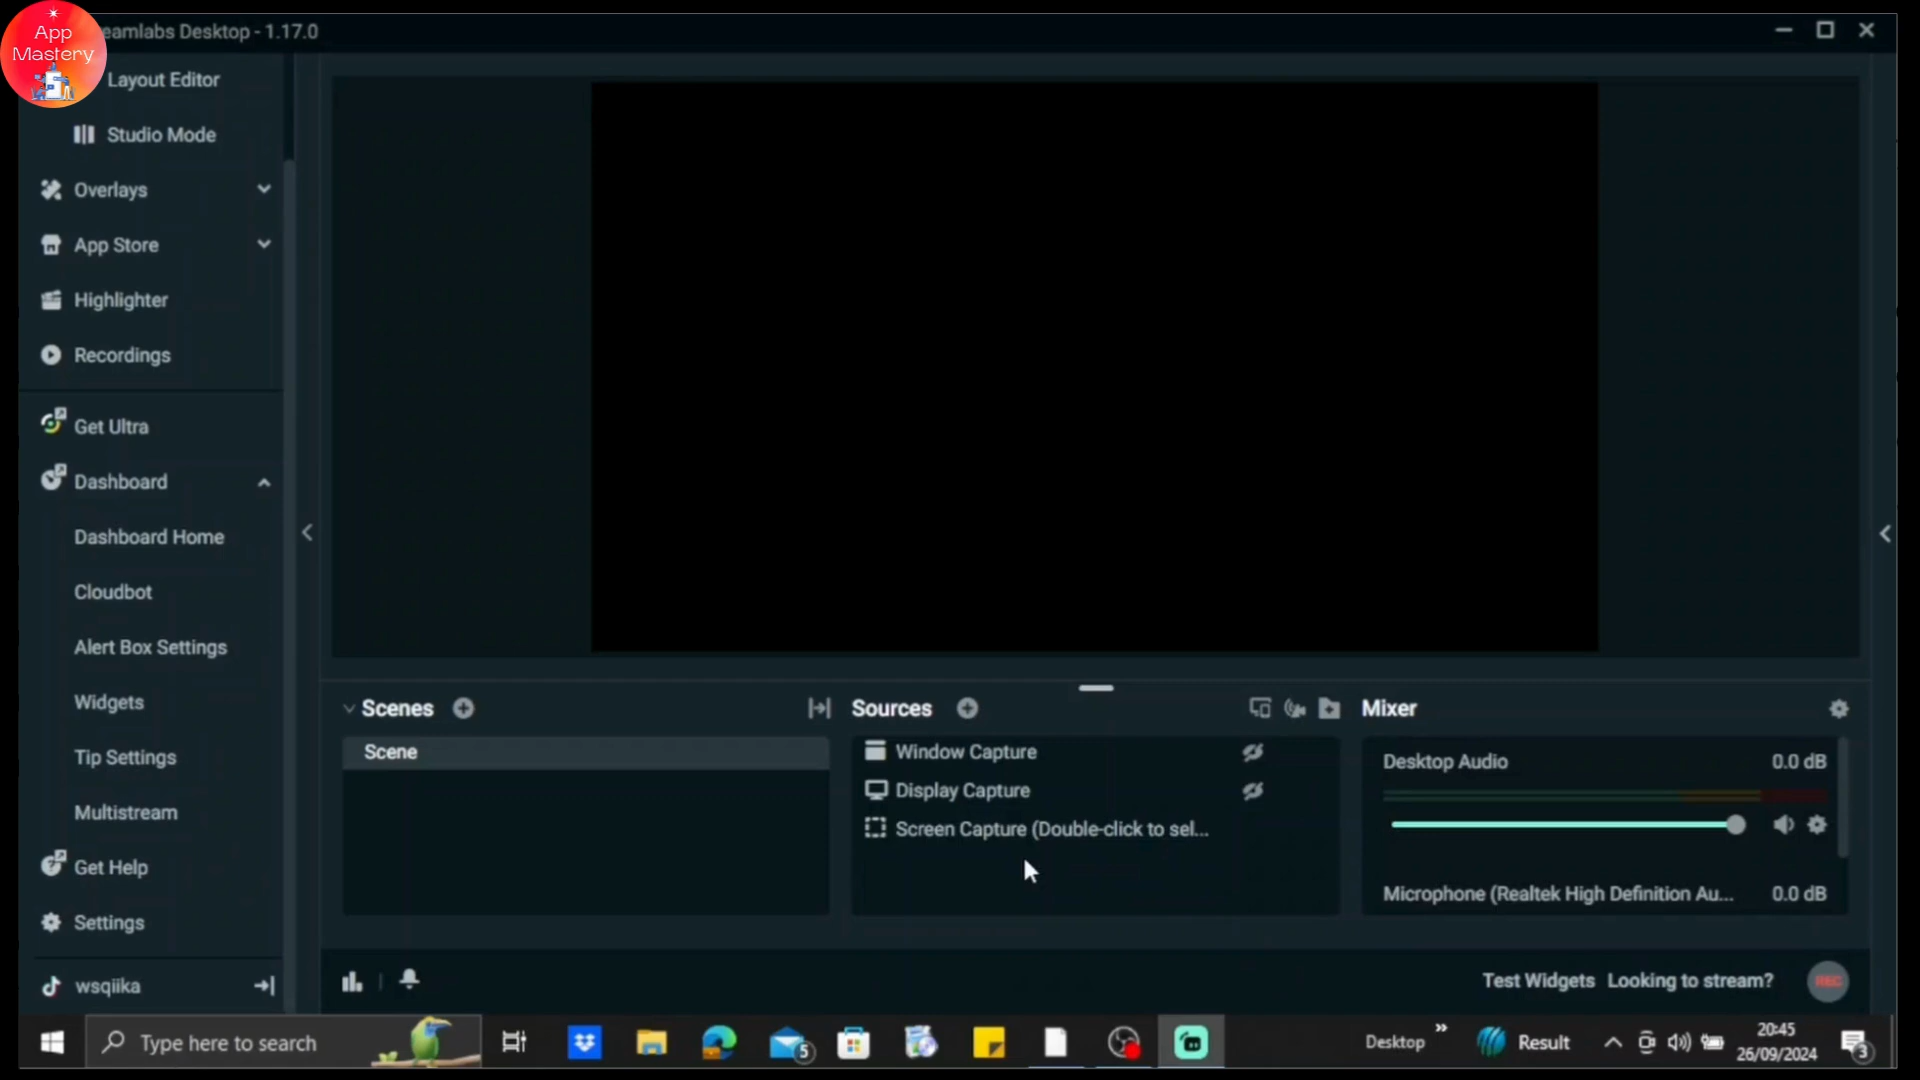 App
Mastery
eamlabs Desktop - 1.17.0
Layout Editor
Studio Mode
Overlays
App Store
Highlighter
Recordings
Get Ultra
Dashboard
Dashboard Home
Cloudbot
Alert Box Settings
Widgets
Tip Settings
Multistream
Get Help
Settings
wsqiika
Scenes
Scene
Sources
Window Capture
Display Capture
Screen Capture (Double-click to sel...
Mixer
Desktop Audio 0.0 dB
Microphone (Realtek High Definition Au... 0.0 dB
Test Widgets Looking to stream? REC
Type here to search
5
Desktop
Result
20:45
26/09/2024
3